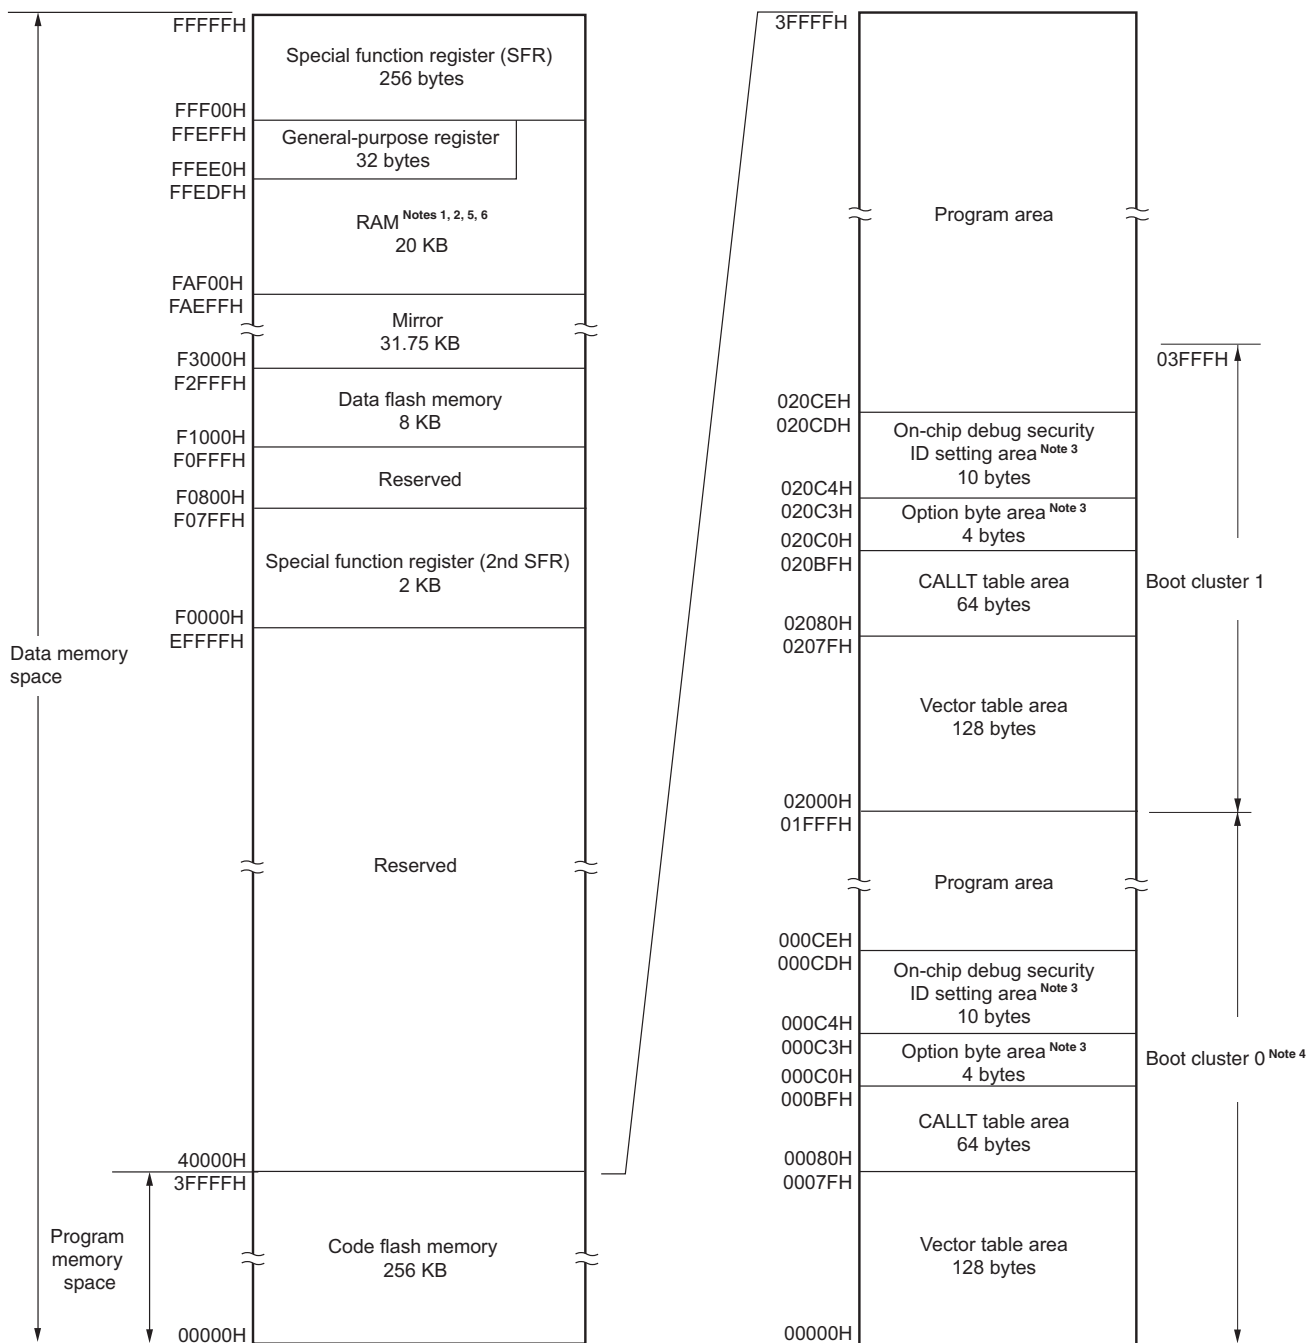 FFFFFH
Special function register (SFR)
256 bytes
FFF00H
FFEFFH
General-purpose register
32 bytes
FFEE0H
FFEDFH
RAM Notes 1, 2, 5, 6
20 KB
FAF00H
FAEFFH
Mirror
31.75 KB
F3000H
F2FFFH
Data flash memory
8 KB
F1000H
F0FFFH
Reserved
F0800H
F07FFH
Special function register (2nd SFR)
2 KB
F0000H
EFFFFH
Data memory
space
Reserved
40000H
3FFFFH
Program
memory
space
Code flash memory
256 KB
00000H
3FFFFH
Program area
03FFFH
020CEH
020CDH
On-chip debug security
ID setting area Note 3
10 bytes
020C4H
020C3H
Option byte area Note 3
4 bytes
020C0H
020BFH
CALLT table area
64 bytes
Boot cluster 1
02080H
0207FH
Vector table area
128 bytes
02000H
01FFFH
Program area
000CEH
000CDH
On-chip debug security
ID setting area Note 3
10 bytes
000C4H
000C3H
Option byte area Note 3
4 bytes
Boot cluster 0 Note 4
000C0H
000BFH
CALLT table area
64 bytes
00080H
0007FH
Vector table area
128 bytes
00000H